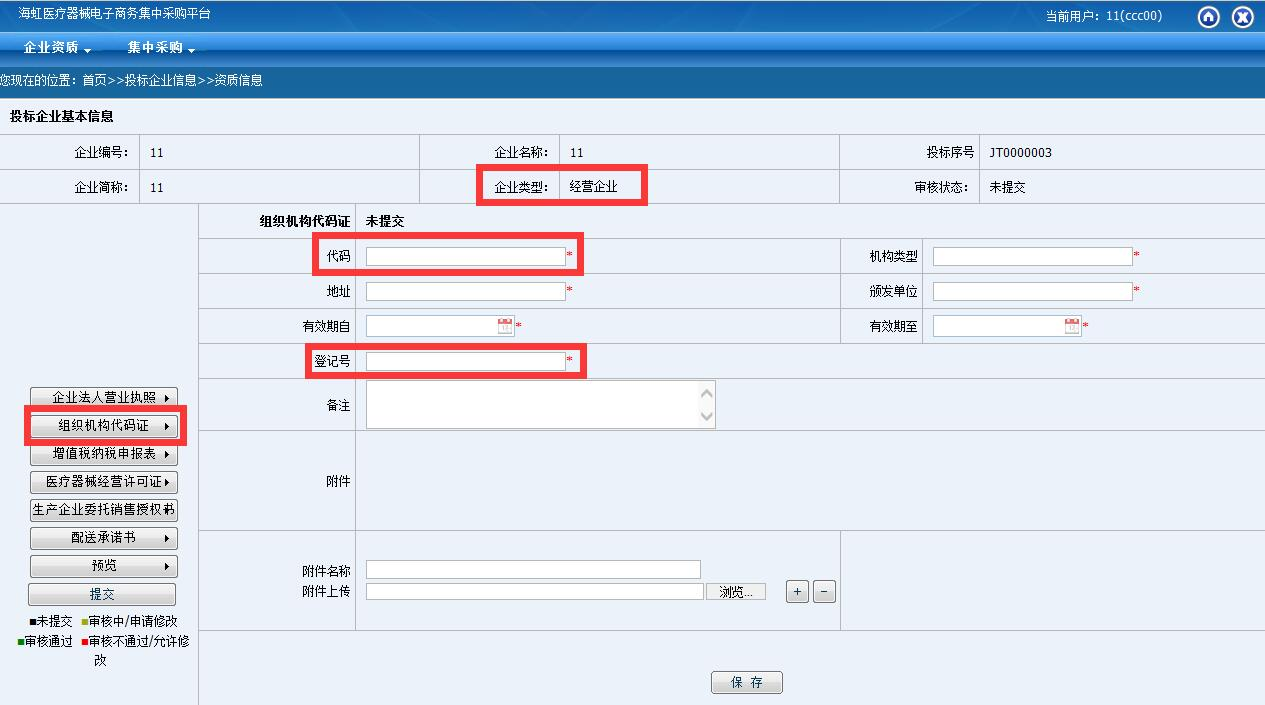 海虹医疗器械电子商务集中采购平台
当前用户：11(ccc00)
企业资质 集中采购
您现在的位置：首页>>投标企业信息>>资质信息
投标企业基本信息
企业编号： 11 企业名称： 11 投标序号 JT0000003
企业简称： 11 企业类型： 经营企业 审核状态： 未提交
组织机构代码证 未提交
代码 * 机构类型 *
地址 * 颁发单位 *
有效期自 * 有效期至 *
登记号 *
备注
附件
附件名称
附件上传 浏览... + -
保 存
企业法人营业执照
组织机构代码证
增值税纳税申报表
医疗器械经营许可证
生产企业委托销售授权书
配送承诺书
预览
提交
■未提交 ■审核中/申请修改
■审核通过 ■审核不通过/允许修
改